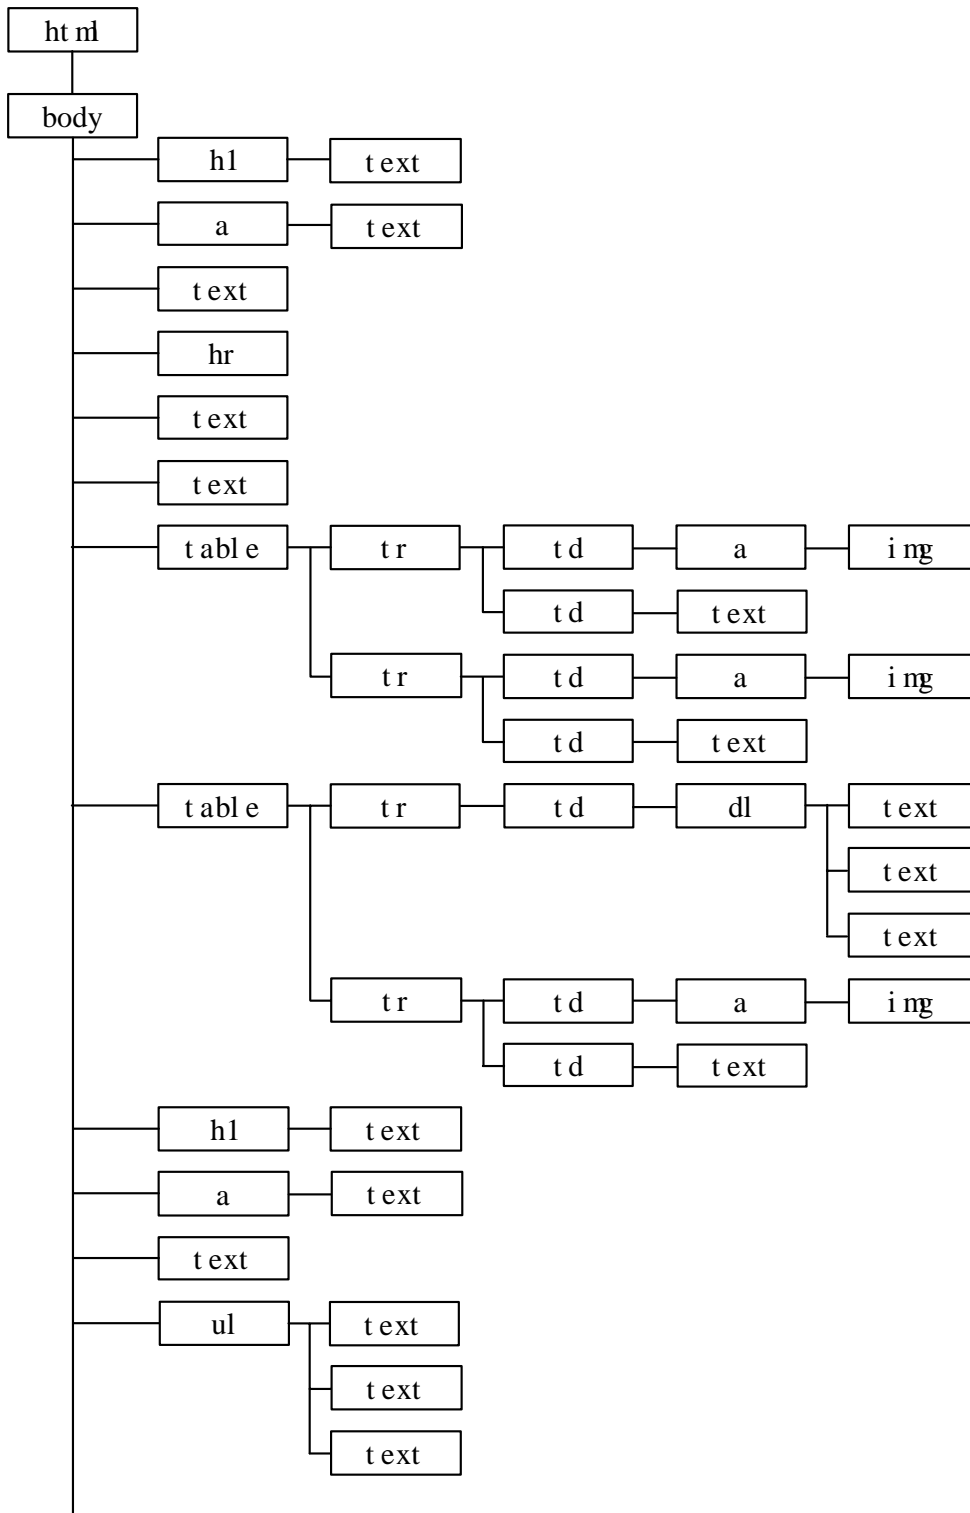 html
body
h1 text
a text
text
hr
text
text
table tr td a img
td text
tr td a img
td text
table tr td dl text
text
text
tr td a img
td text
h1 text
a text
text
ul text
text
text